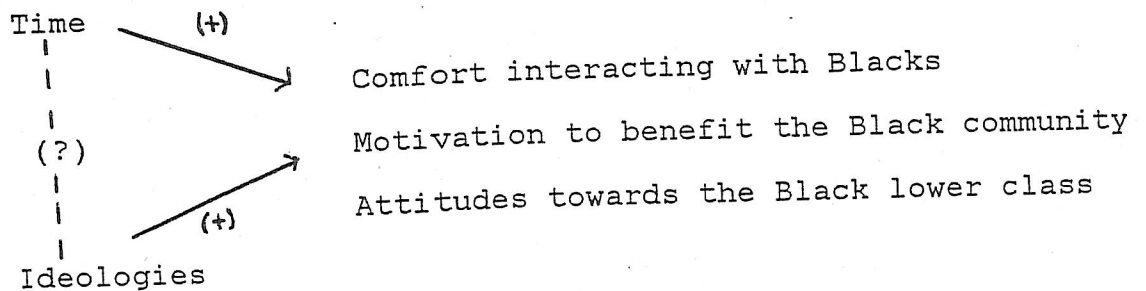 Time
(+)
Comfort interacting with Blacks
Motivation to benefit the Black community
(?)
Attitudes towards the Black lower class
(+)
Ideologies